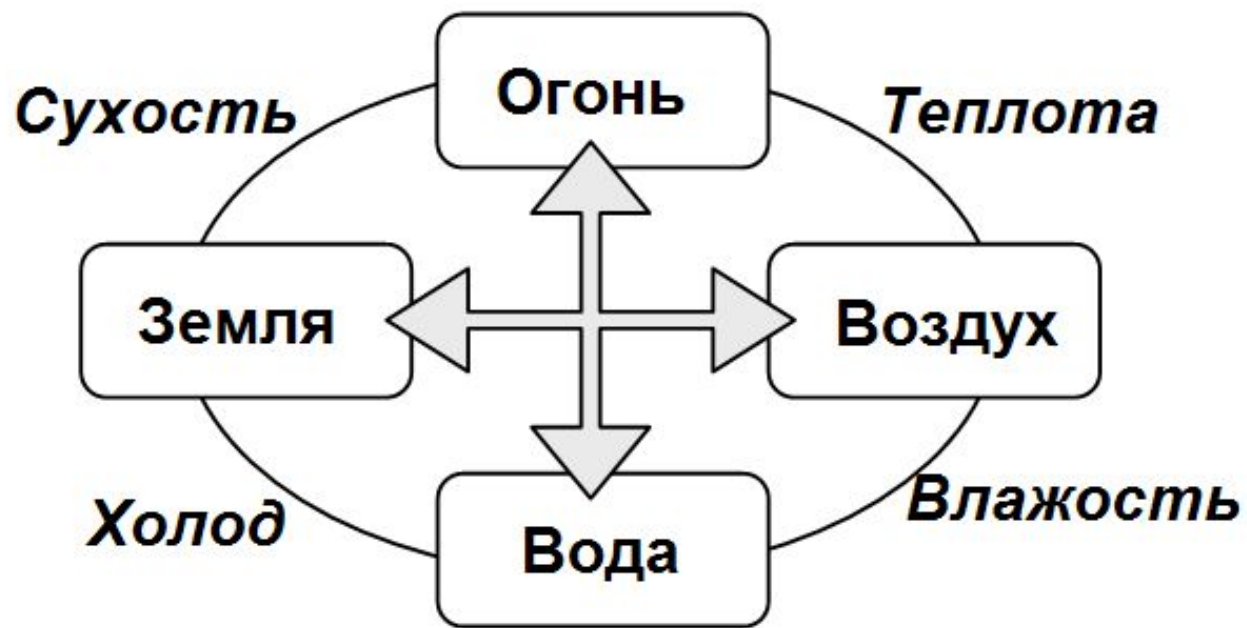 Огонь
Сухость
Теплота
Земля
Воздух
Холод
Влажость
Вода